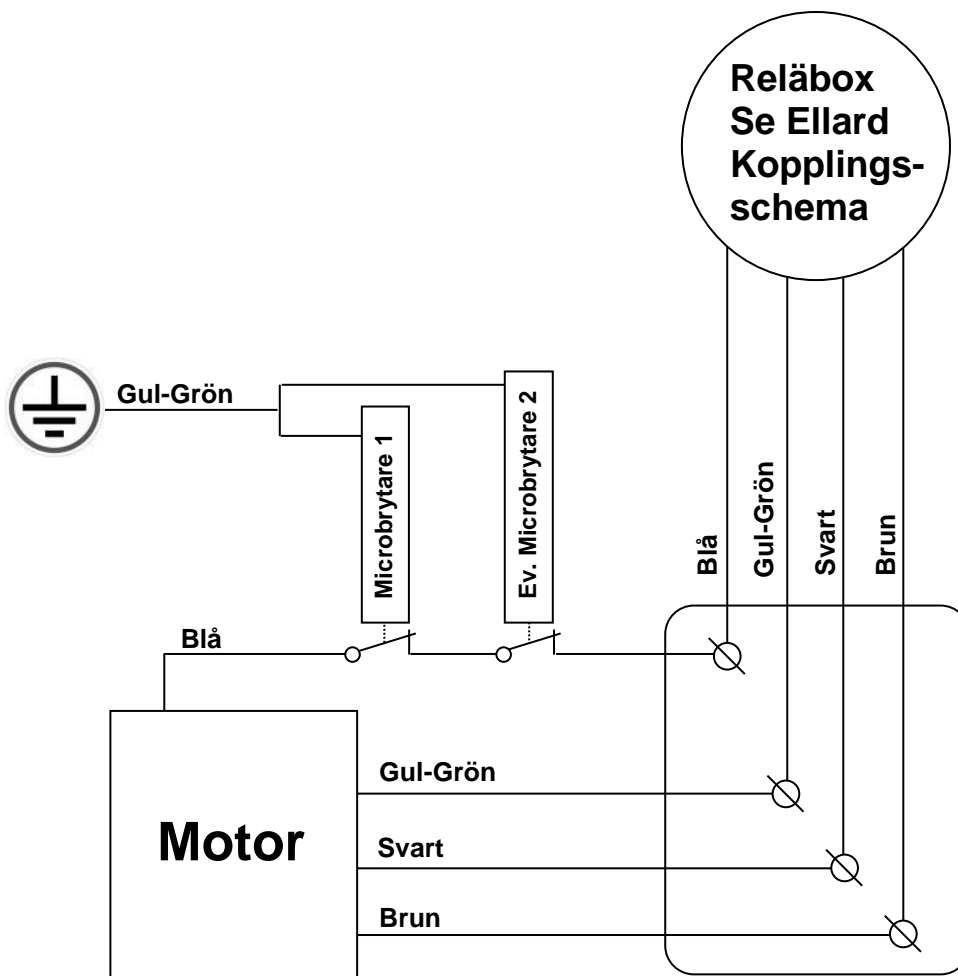 Reläbox
Se Ellard
Kopplings-
schema
Gul-Grön
Microbrytare 1
Ev. Microbrytare 2
Blå
Gul-Grön
Svart
Brun
Blå
Gul-Grön
Motor
Svart
Brun